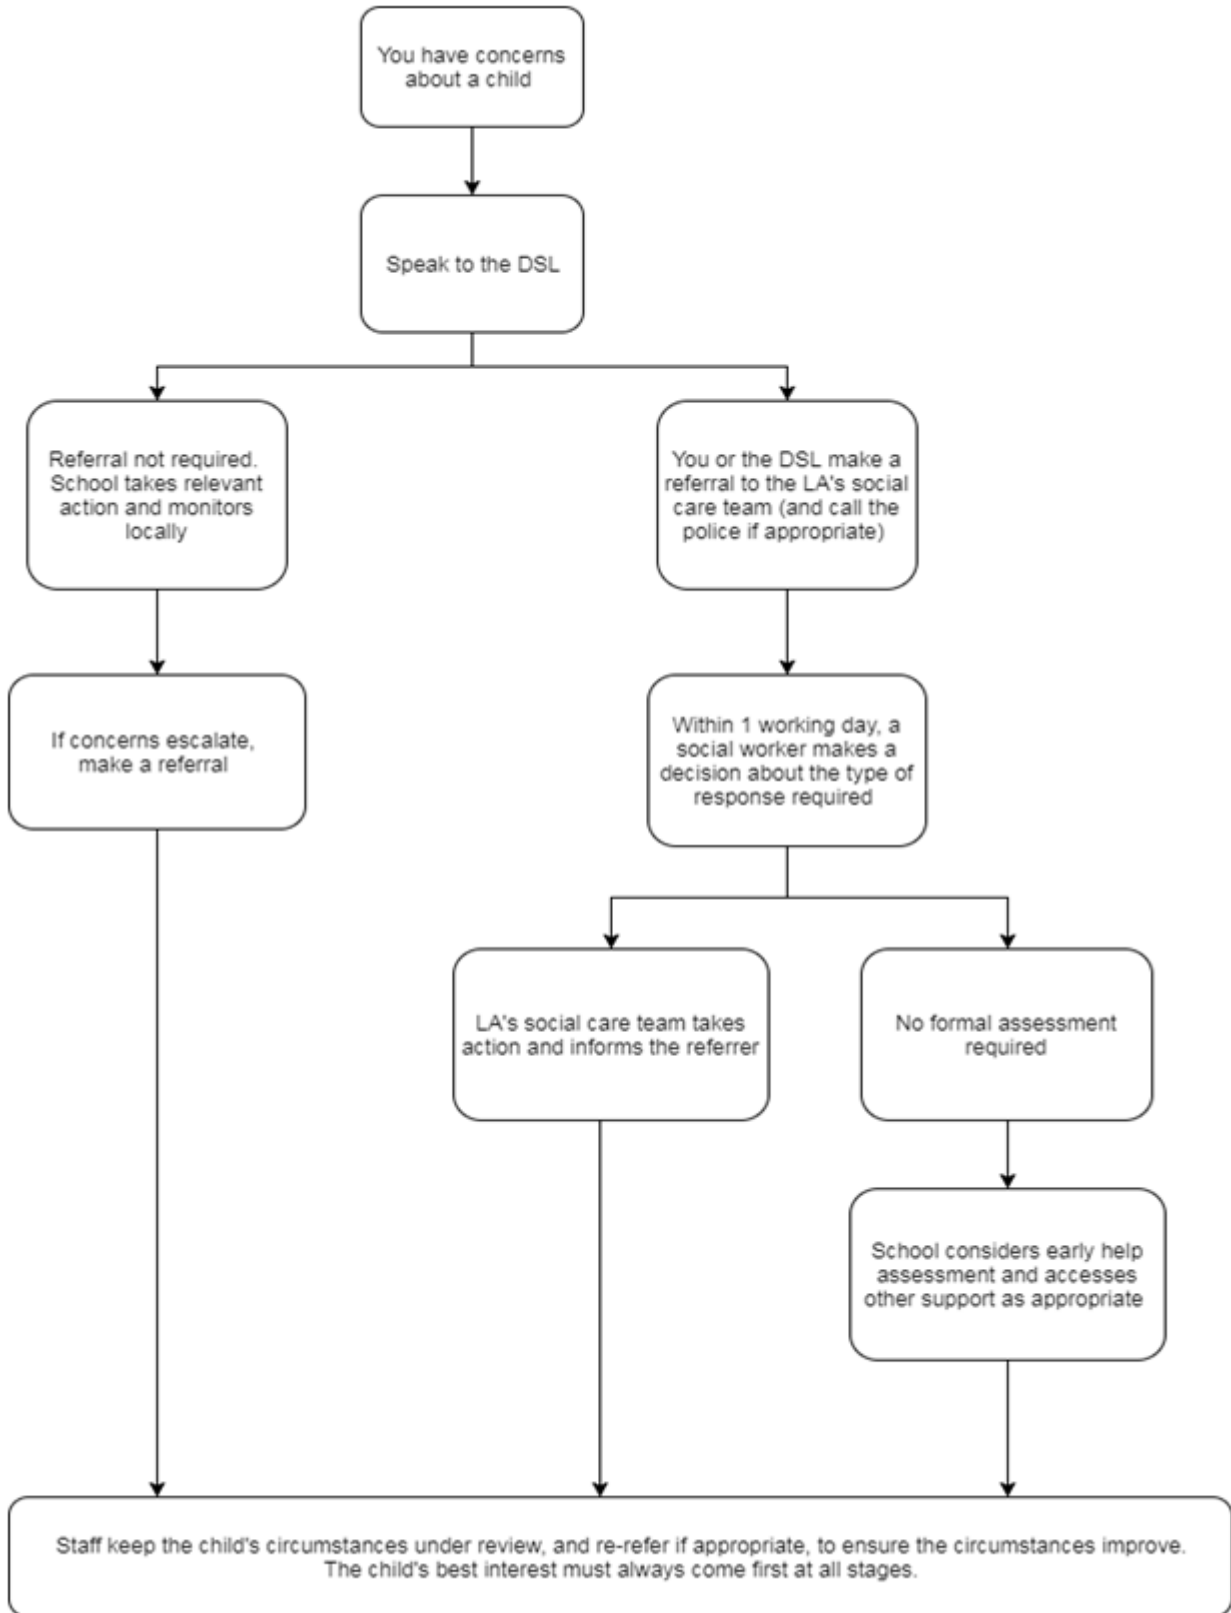 You have concerns
about a child
Speak to the DSL
Referral not required.
School takes relevant
action and monitors
locally
You or the DSL make a
referral to the LA's social
care team (and call the
police if appropriate)
If concerns escalate,
make a referral
Within 1 working day, a
social worker makes a
decision about the type of
response required
LA's social care team takes
action and informs the referrer
No formal assessment
required
School considers early help
assessment and accesses
other support as appropriate
Staff keep the child's circumstances under review, and re-refer if appropriate, to ensure the circumstances improve.
The child's best interest must always come first at all stages.